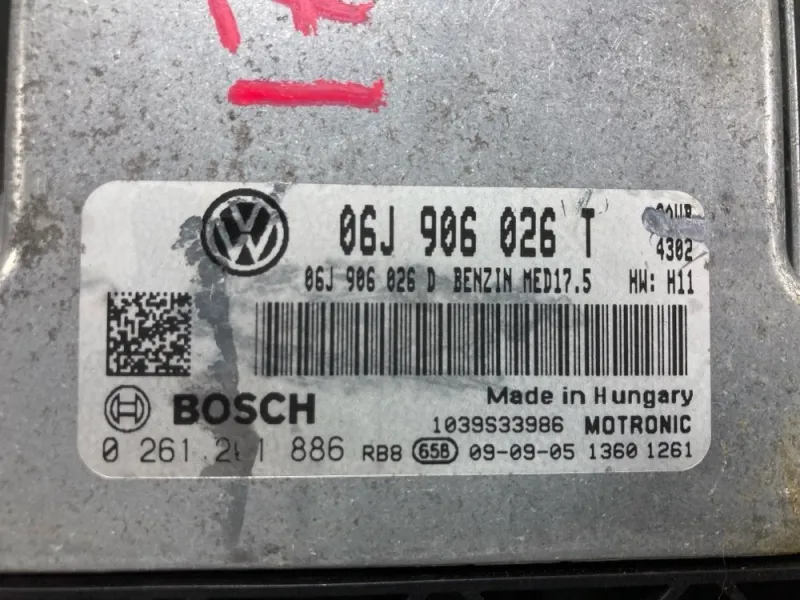 06J 906 026 T
4302
06J 906 026 D BENZIN MED17.5 HW: H11
Made in Hungary
BOSCH
1039S33986 MOTRONIC
0 261 886 RB8 658 09-09-05 1360 1261